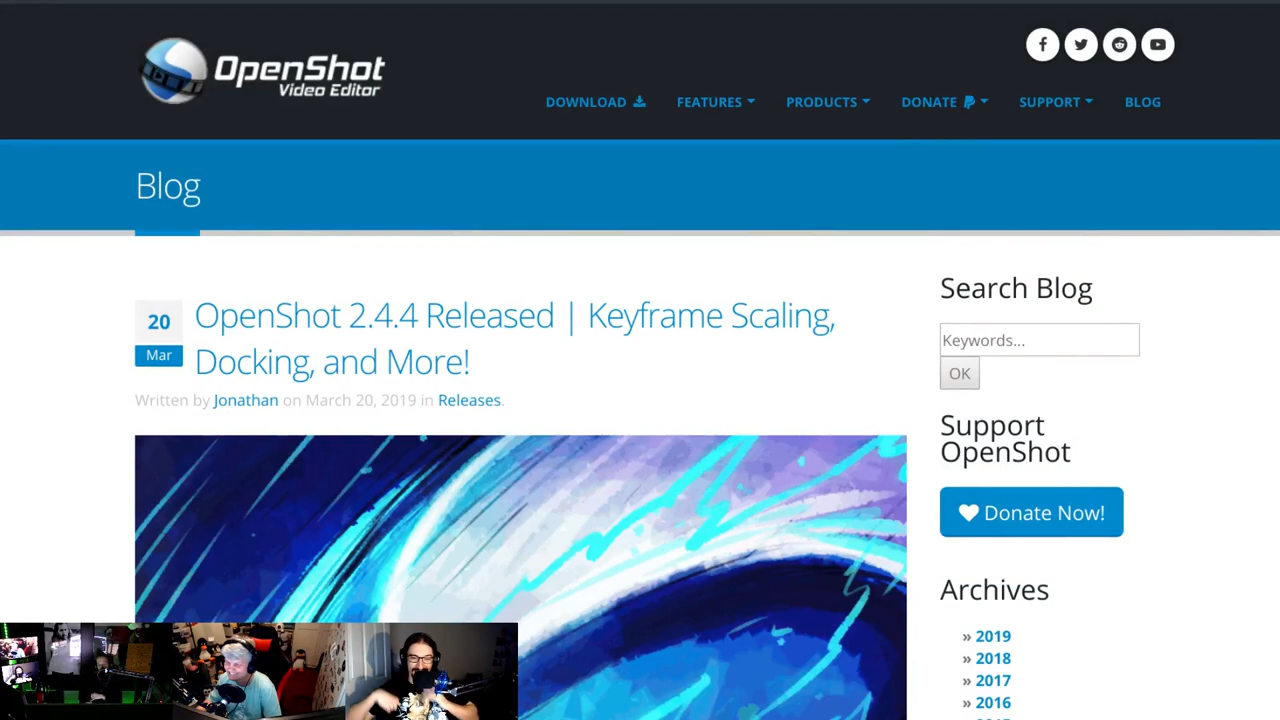 OpenShot
Video Editor
DOWNLOAD
FEATURES
PRODUCTS
DONATE
SUPPORT
BLOG
Blog
20
Mar
OpenShot 2.4.4 Released | Keyframe Scaling,
Docking, and More!
Written by Jonathan on March 20, 2019 in Releases.
Search Blog
Keywords...
OK
Support
OpenShot
Donate Now!
Archives
» 2019
» 2018
» 2017
» 2016